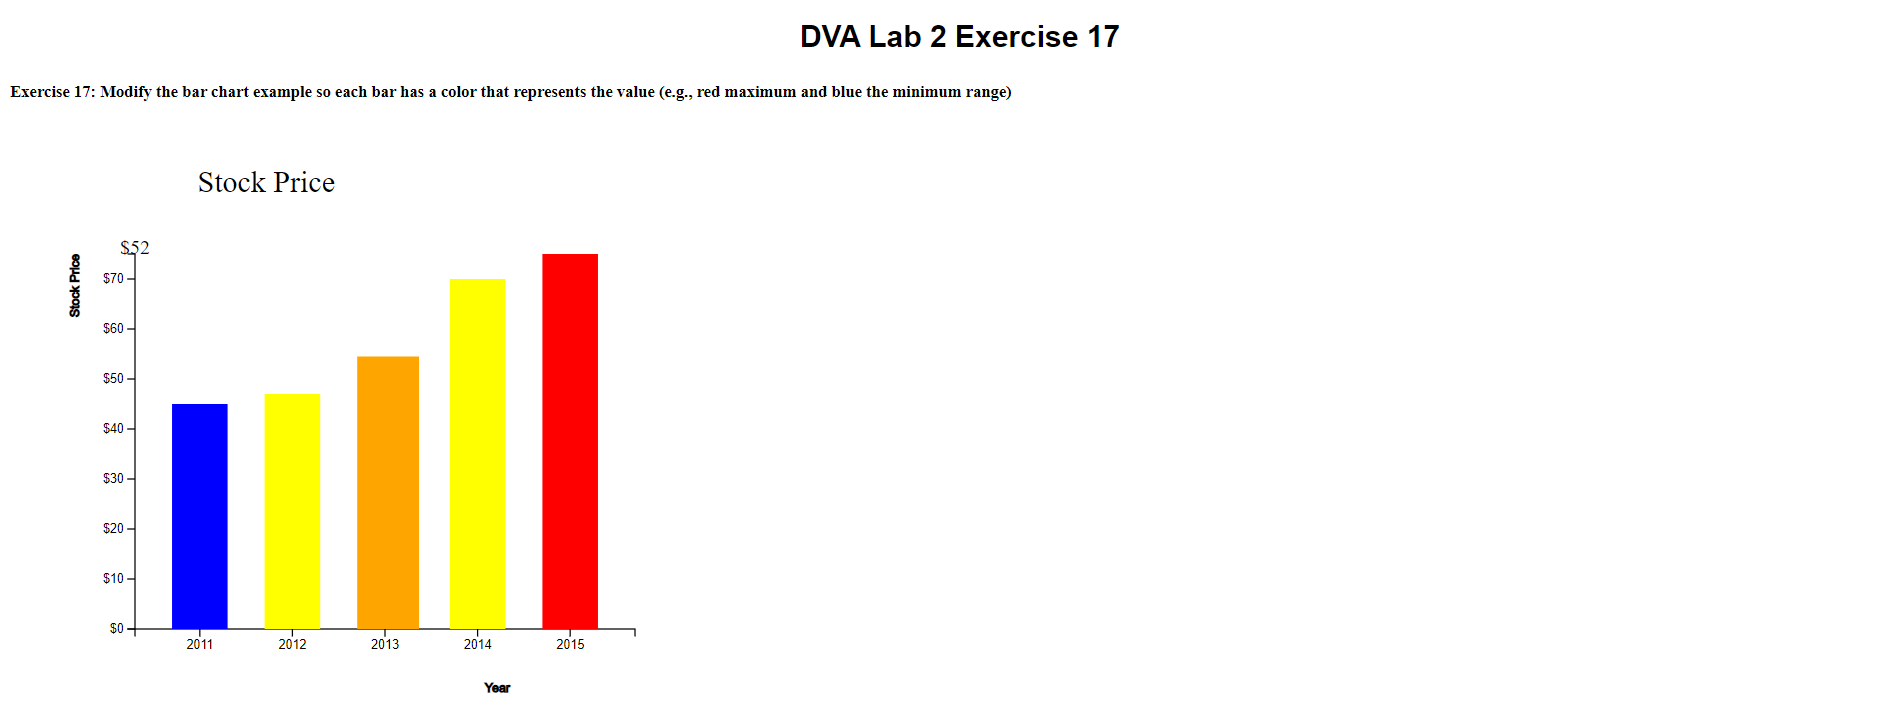 DVA Lab 2 Exercise 17
Exercise 17: Modify the bar chart example so each bar has a color that represents the value (e.g., red maximum and blue the minimum range)
Stock Price
$52
Stock Price
$70
$60
$50
$40
$30
$20
$10
$0
2011 2012 2013 2014 2015
Year